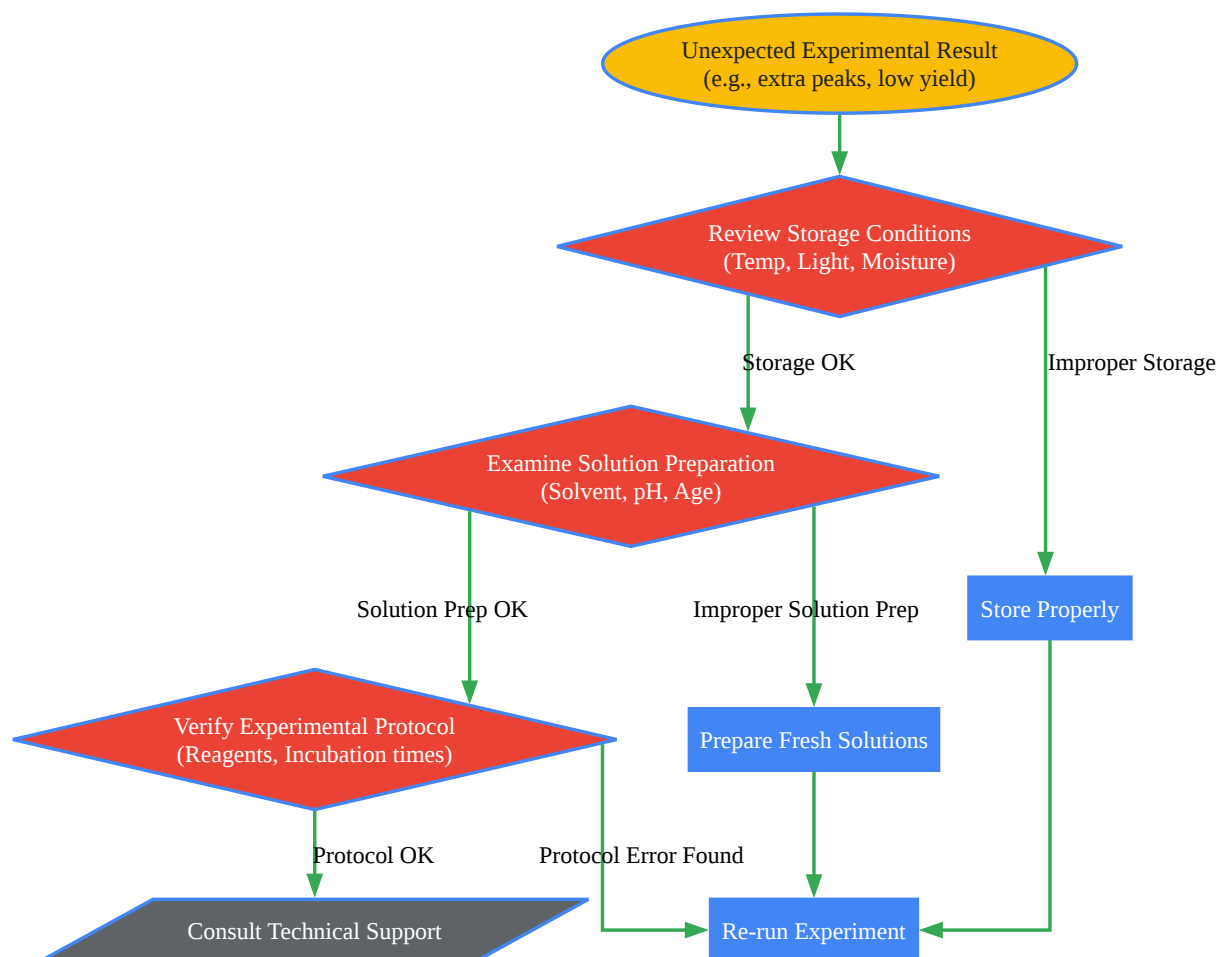 Unexpected Experimental Result
(e.g., extra peaks, low yield)
Review Storage Conditions
(Temp, Light, Moisture)
Storage OK
Improper Storage
Examine Solution Preparation
(Solvent, pH, Age)
Solution Prep OK
Improper Solution Prep
Store Properly
Verify Experimental Protocol
(Reagents, Incubation times)
Prepare Fresh Solutions
Protocol OK
Protocol Error Found
Consult Technical Support
Re-run Experiment